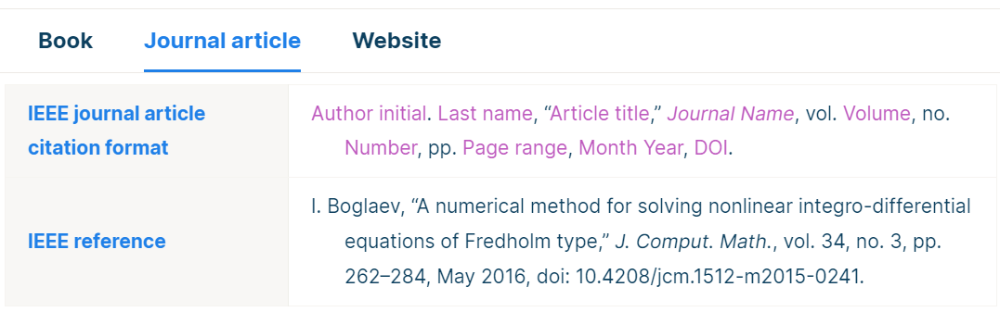 Book Journal article Website
IEEE journal article
citation format
Author initial. Last name, “Article title,” Journal Name, vol. Volume, no.
Number, pp. Page range, Month Year, DOI.
IEEE reference
I. Boglaev, “A numerical method for solving nonlinear integro-differential
equations of Fredholm type,” J. Comput. Math., vol. 34, no. 3, pp.
262–284, May 2016, doi: 10.4208/jcm.1512-m2015-0241.